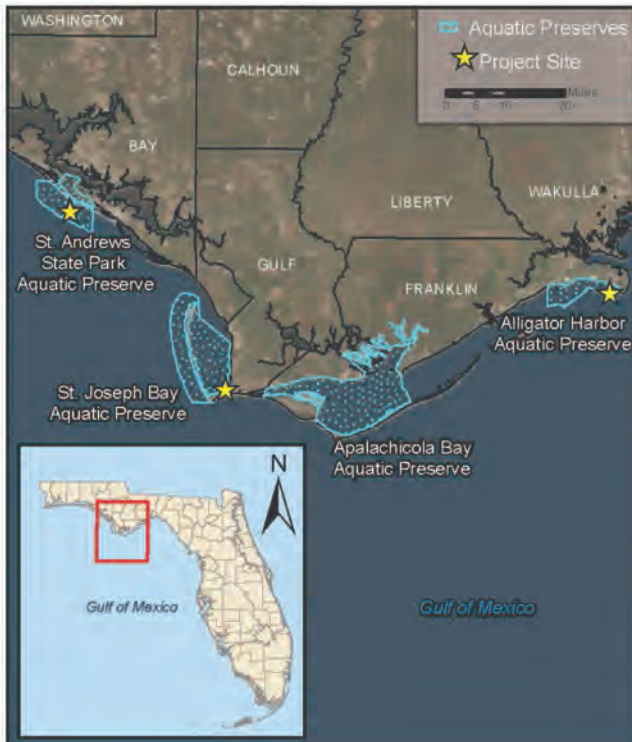 WASHINGTON
Aquatic Preserves
Project Site
0 5 10 20 Miles
CALHOUN
BAY
LIBERTY
WAKULLA
GULF
FRANKLIN
St. Andrews
State Park
Aquatic Preserve
Alligator Harbor
Aquatic Preserve
St. Joseph Bay
Aquatic Preserve
Apalachicola Bay
Aquatic Preserve
N
Gulf of Mexico
Gulf of Mexico